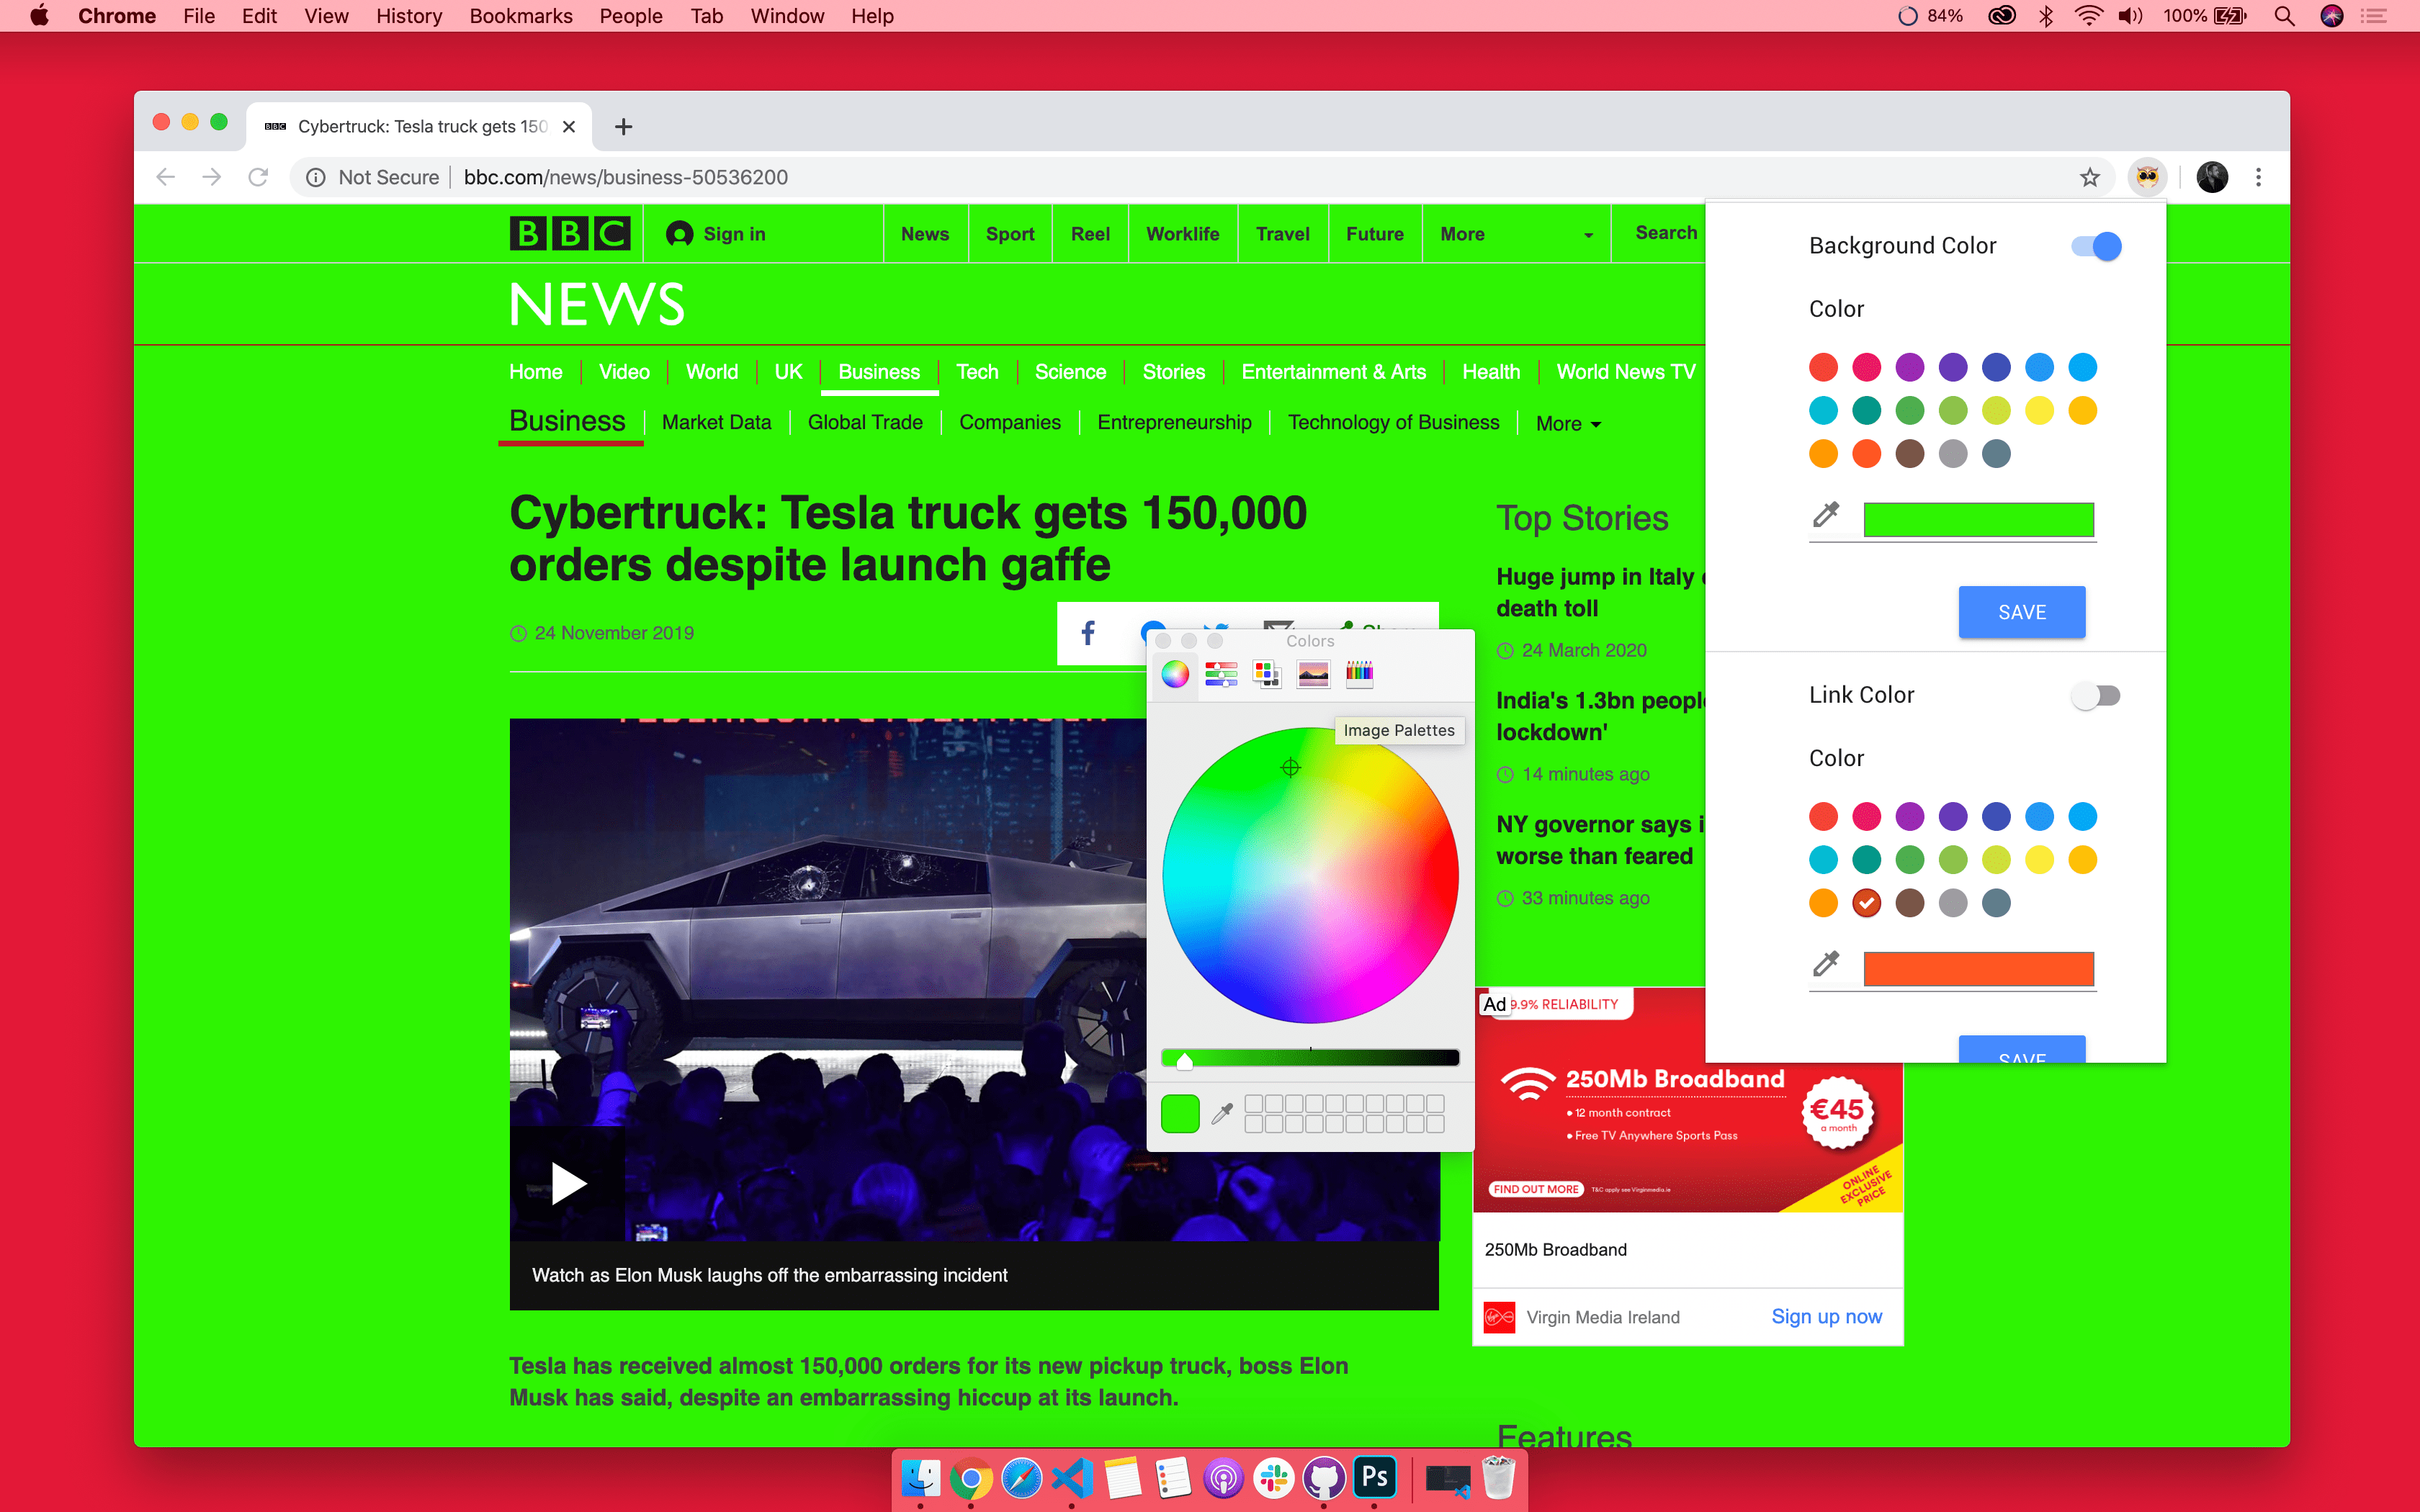 Chrome File Edit View History Bookmarks People Tab Window Help
84% 100%
Cybertruck: Tesla truck gets 150
Not Secure bbc.com/news/business-50536200
BBC Sign in News Sport Reel Worklife Travel Future More Search
NEWS
Home Video World UK Business Tech Science Stories Entertainment & Arts Health World News TV
Business Market Data Global Trade Companies Entrepreneurship Technology of Business More
Cybertruck: Tesla truck gets 150,000
orders despite launch gaffe
24 November 2019
Watch as Elon Musk laughs off the embarrassing incident
Tesla has received almost 150,000 orders for its new pickup truck, boss Elon
Musk has said, despite an embarrassing hiccup at its launch.
Colors
Image Palettes
Top Stories
Huge jump in Italy
death toll
24 March 2020
India's 1.3bn people
lockdown'
14 minutes ago
NY governor says
worse than feared
33 minutes ago
Ad 9.9% RELIABILITY
250Mb Broadband
• 12 month contract
• Free TV Anywhere Sports Pass
€45
a month
FIND OUT MORE T&C apply see Virginmedia.ie
ONLINE
EXCLUSIVE
PRICE
250Mb Broadband
Virgin Media Ireland Sign up now
Features
Background Color
Color
SAVE
Link Color
Color
SAVE
Ps